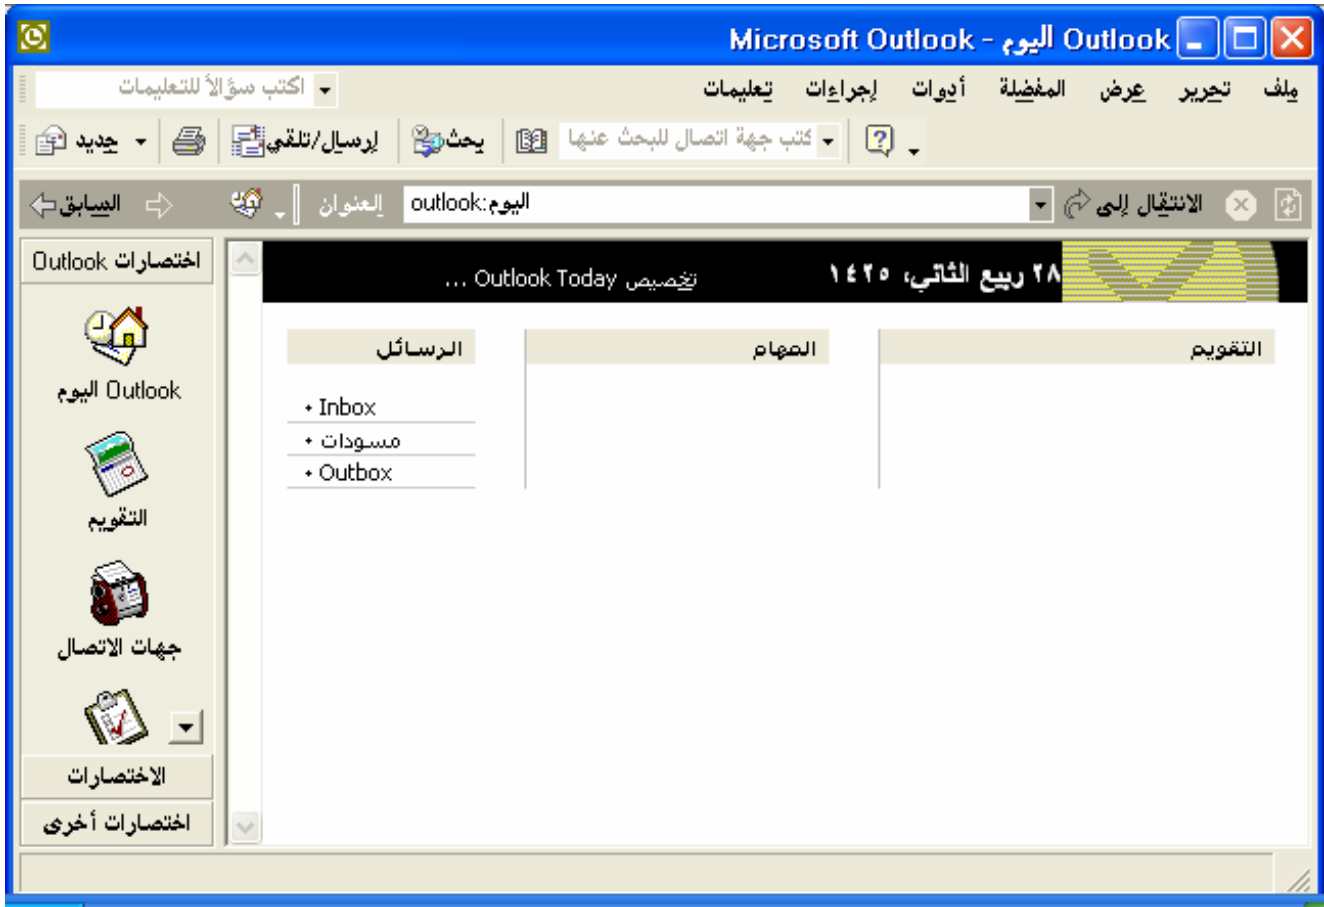 Microsoft Outlook - اليوم Outlook
ملف تحرير عرض المفضلة أدوات إجراءات تعليمات اكتب سؤالاً للتعليمات
جديد إرسال/تلقي بحث كتب جهة اتصال للبحث عنها
السابق العنوان outlook:اليوم الانتقال إلى
اختصارات Outlook
Outlook اليوم
التقويم
جهات الاتصال
الاختصارات
اختصارات أخرى
٢٨ ربيع الثاني، ١٤٢٥ تخصيص Outlook Today ...
التقويم المهام الرسائل
Inbox
مسودات
Outbox